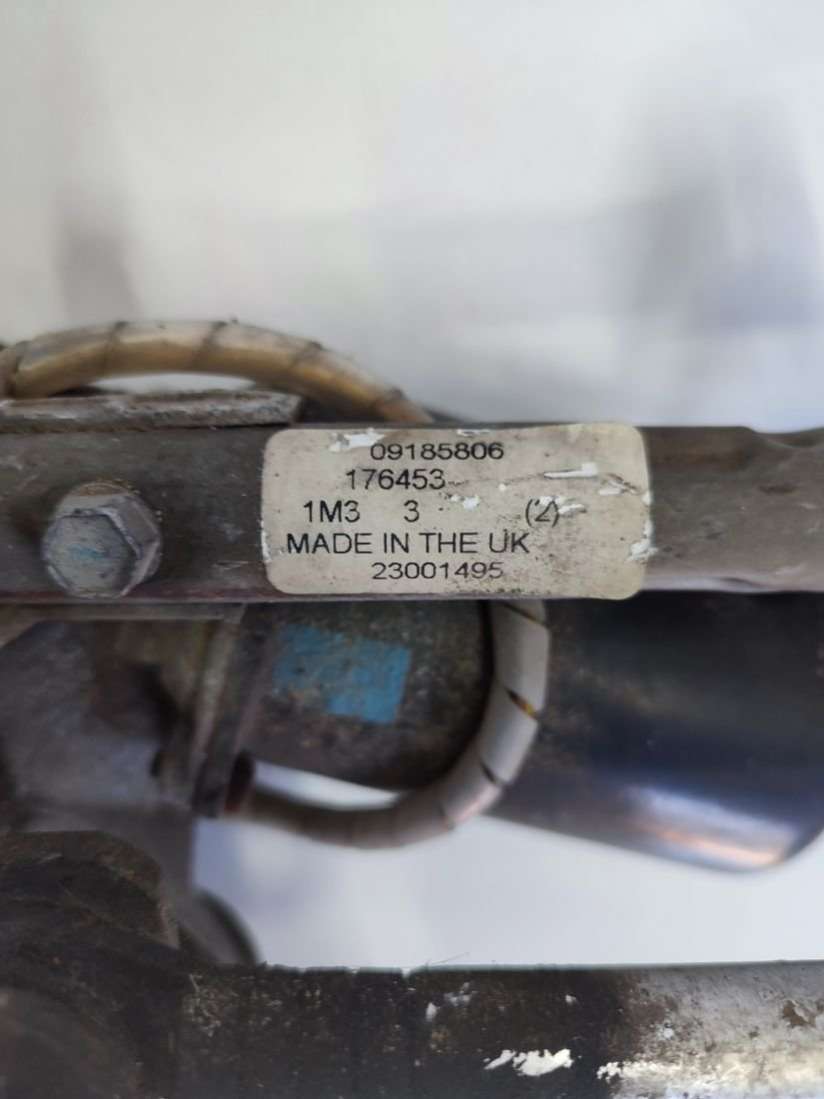 09185806
176453
1M3 3 (2)
MADE IN THE UK
23001495